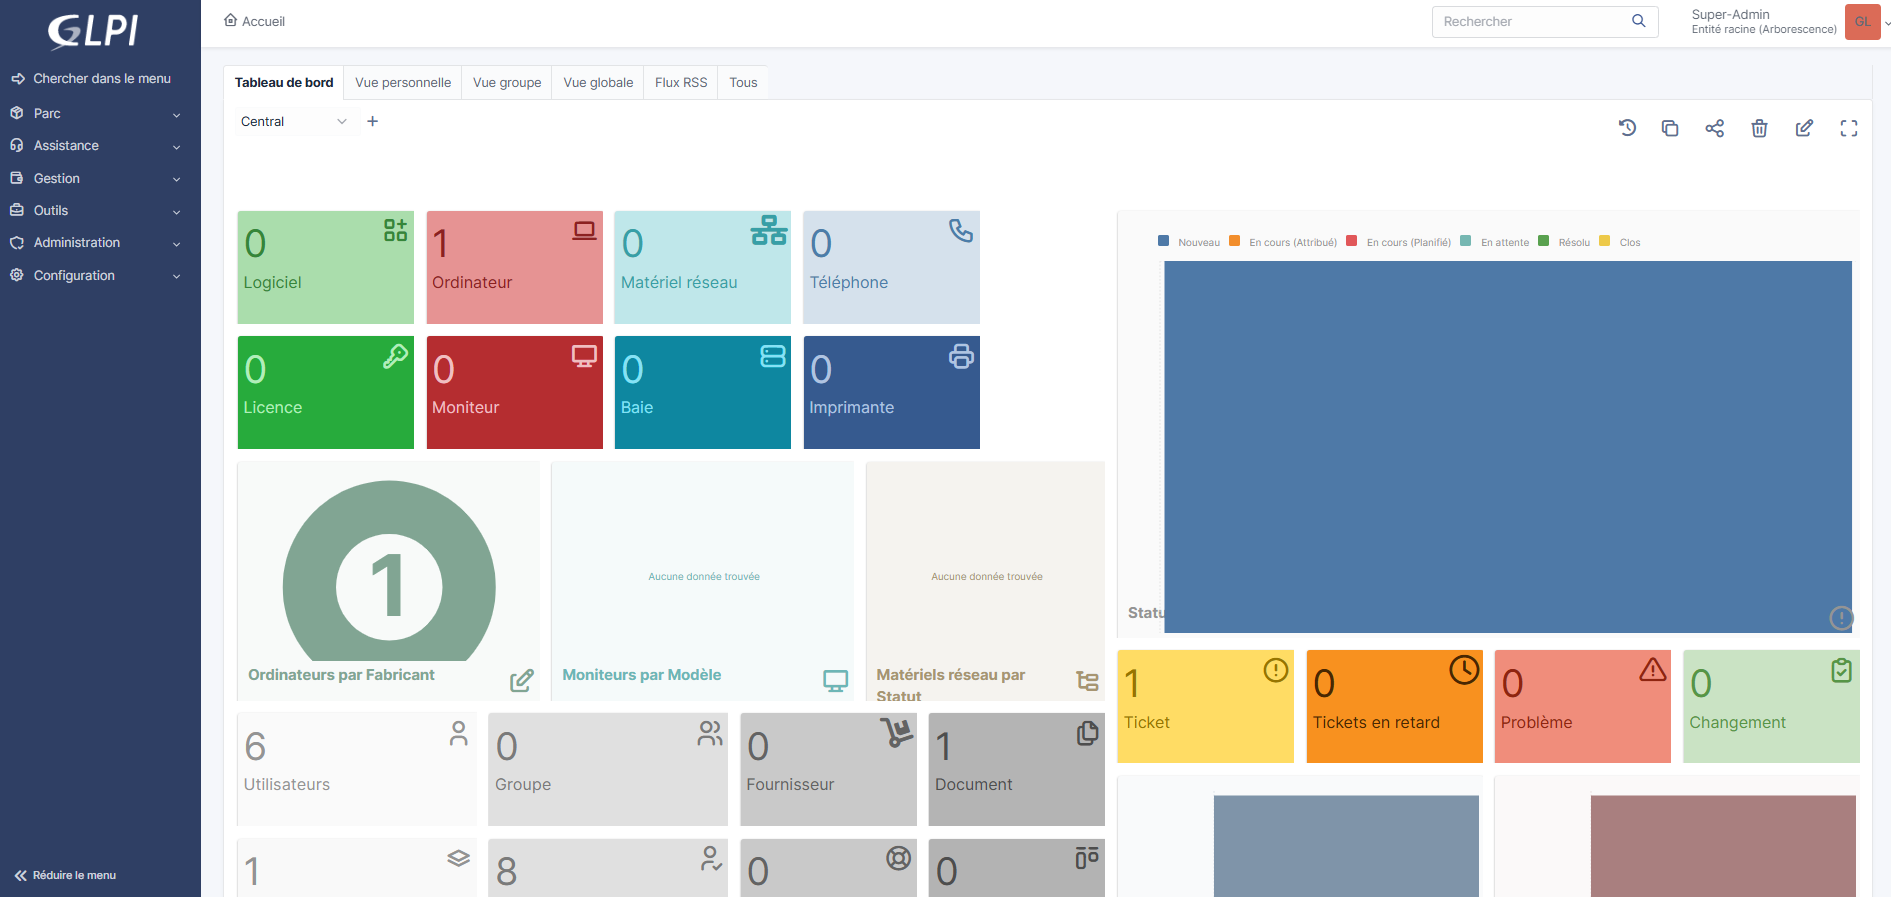 GLPI
Chercher dans le menu
Parc
Assistance
Gestion
Outils
Administration
Configuration
Réduire le menu
Accueil
Rechercher
Super-Admin
Entité racine (Arborescence)
GL
Tableau de bord
Vue personnelle
Vue groupe
Vue globale
Flux RSS
Tous
Central
0
Logiciel
1
Ordinateur
0
Matériel réseau
0
Téléphone
0
Licence
0
Moniteur
0
Baie
0
Imprimante
1
Ordinateurs par Fabricant
Aucune donnée trouvée
Moniteurs par Modèle
Aucune donnée trouvée
Matériels réseau par
Statut
6
Utilisateurs
0
Groupe
0
Fournisseur
1
Document
1
8
0
0
Nouveau
En cours (Attribué)
En cours (Planifié)
En attente
Résolu
Clos
Statu
1
Ticket
0
Tickets en retard
0
Problème
0
Changement